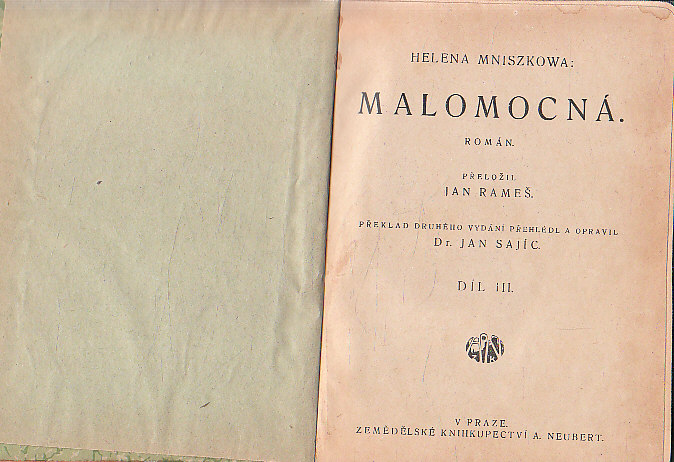 HELENA MNISZKOWA:
MALOMOCNÁ.
ROMÁN.
PŘELOŽIL
JAN RAMEŠ.
PŘEKLAD DRUHÉHO VYDÁNÍ PŘEHLÉDL A OPRAVIL
Dr. JAN SAJÍC.
DÍL III.
V PRAZE.
ZEMĚDĚLSKÉ KNIHKUPECTVÍ A. NEUBERT.